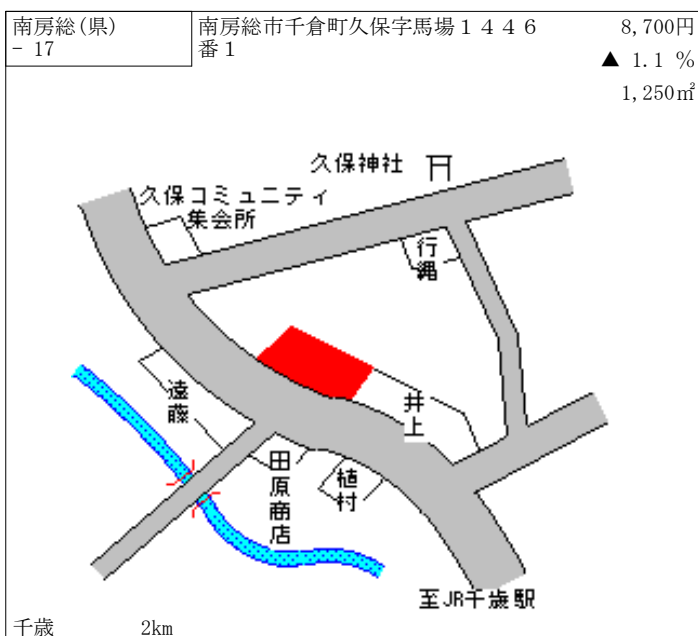 南房総(県)
－ 17
南房総市千倉町久保字馬場１４４６
番１
8,700円
▲ 1.1 %
1,250㎡
久保神社
久保コミュニティ
集会所
行縄
遠藤
井上
田原商店
植村
至JR千歳駅
千歳 2km